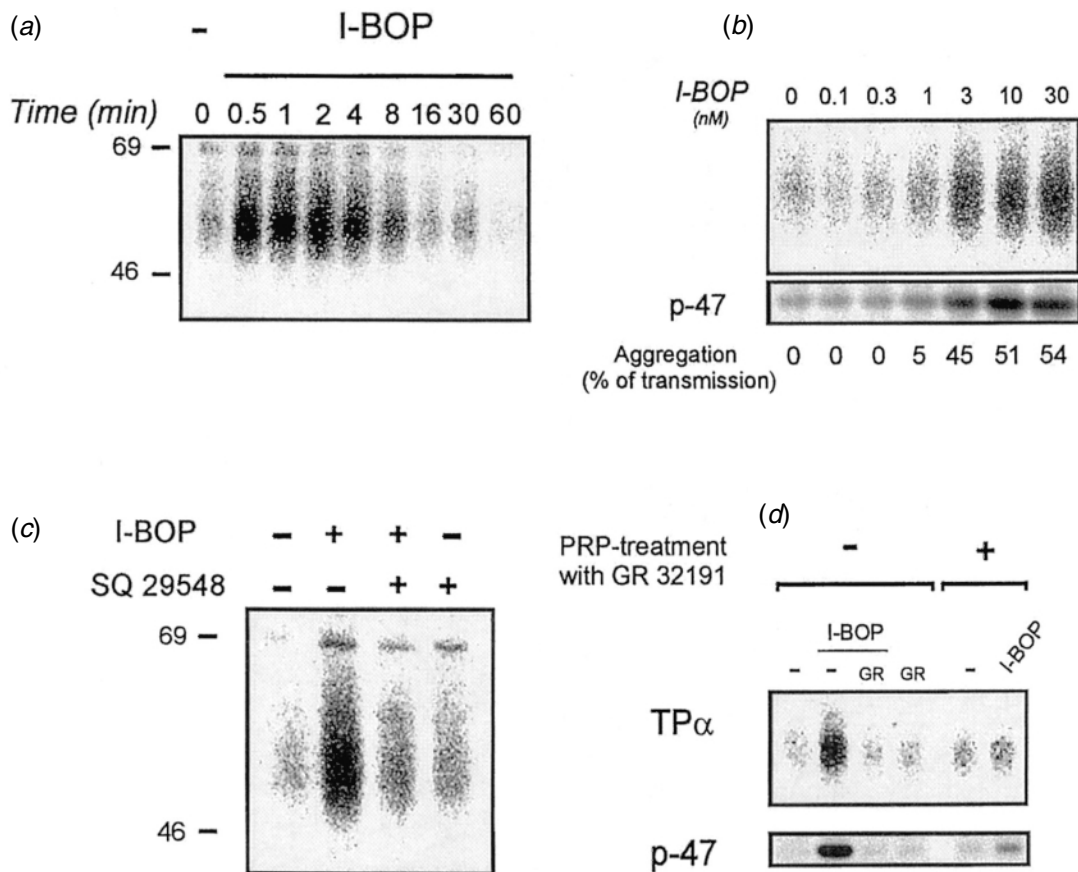 (a)
– I-BOP
Time (min) 0 0.5 1 2 4 8 16 30 60
69
46
(b)
I-BOP 0 0.1 0.3 1 3 10 30
(nM)
p-47
Aggregation 0 0 0 5 45 51 54
(% of transmission)
(c)
I-BOP – + + –
SQ 29548 – – + +
69
46
(d)
PRP-treatment – +
with GR 32191
I-BOP
– – GR GR – I-BOP
TPα
p-47